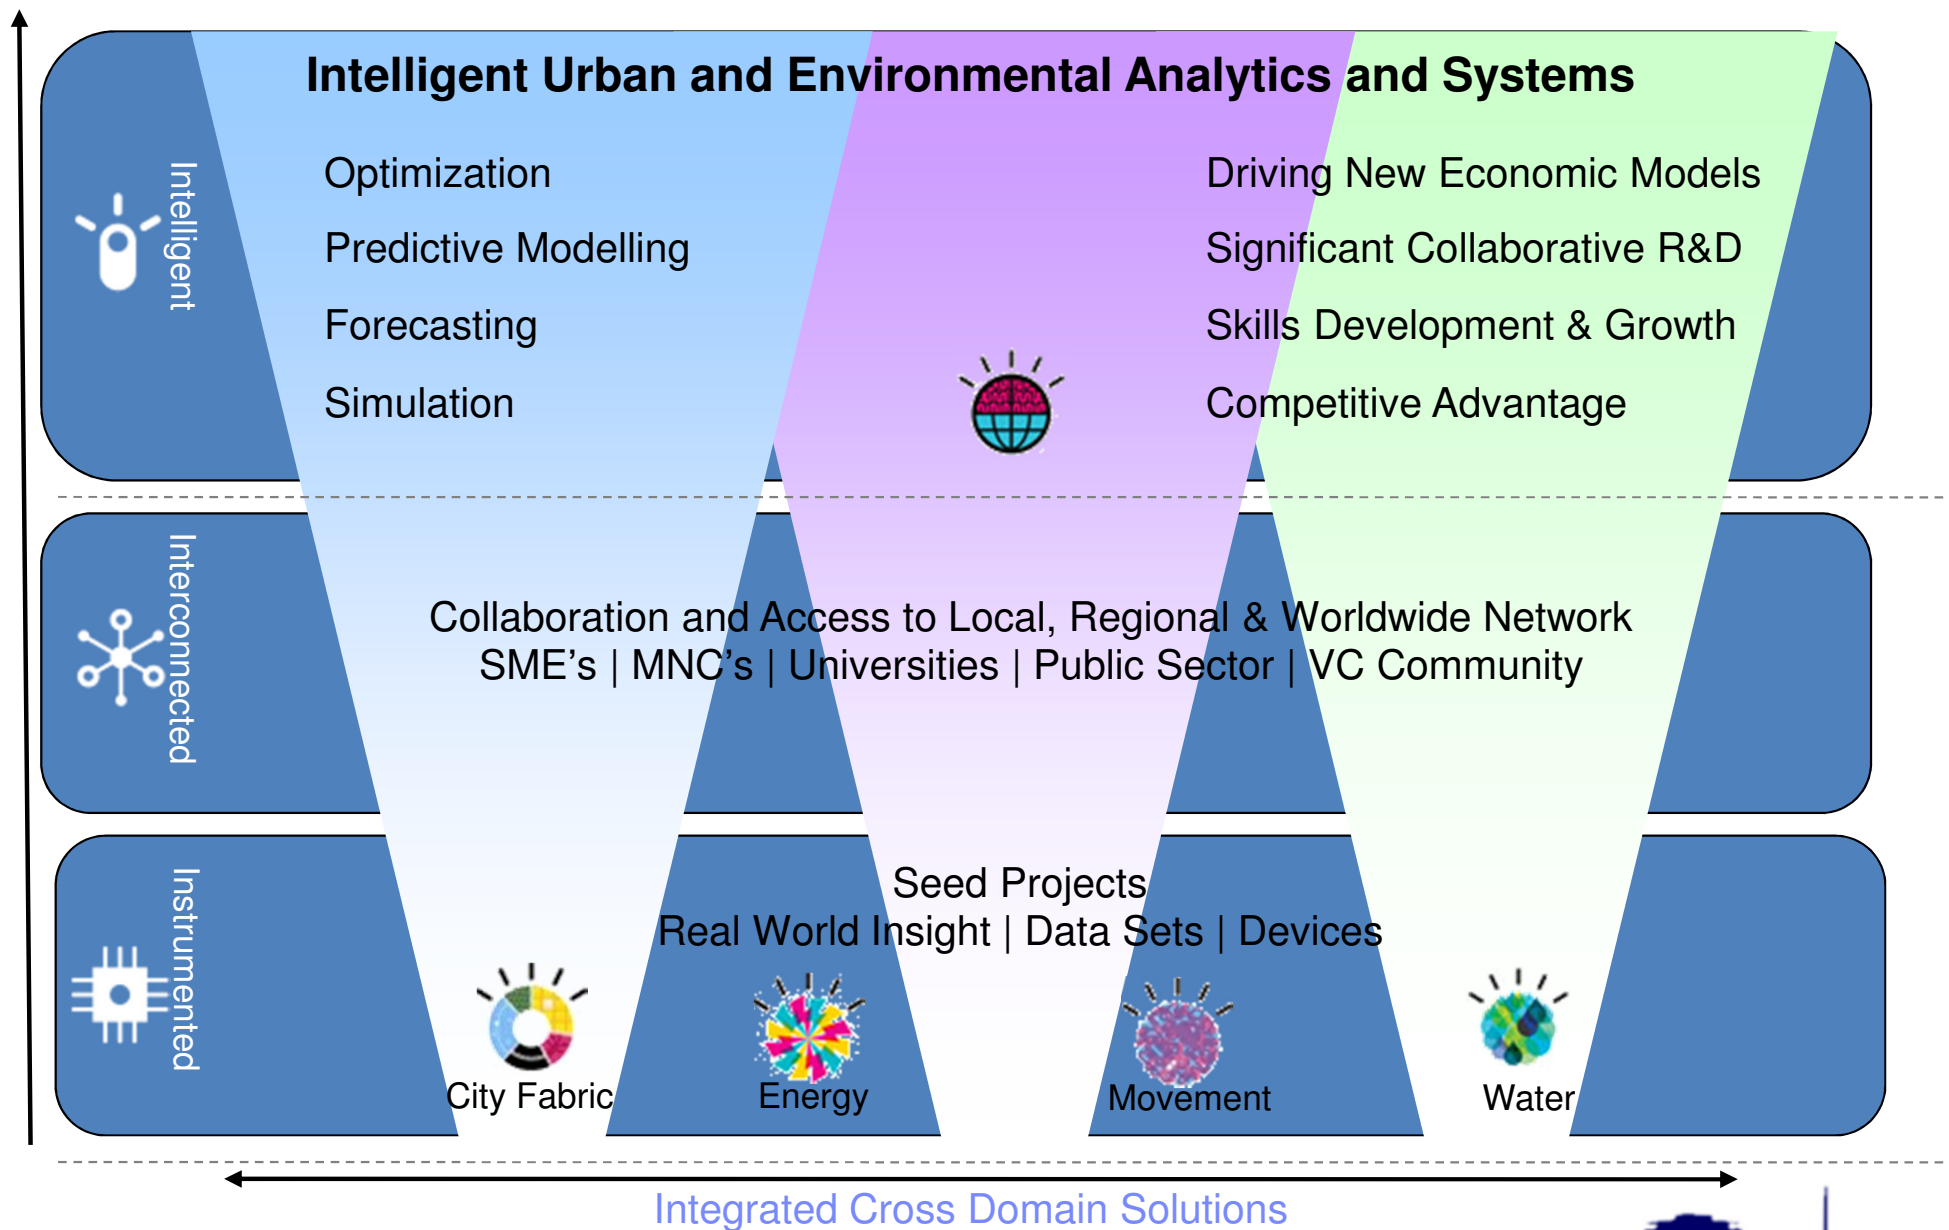 Intelligent Urban and Environmental Analytics and Systems
Intelligent
Optimization
Predictive Modelling
Forecasting
Simulation
Driving New Economic Models
Significant Collaborative R&D
Skills Development & Growth
Competitive Advantage
Interconnected
Collaboration and Access to Local, Regional & Worldwide Network
SME’s | MNC’s | Universities | Public Sector | VC Community
Instrumented
Seed Projects
Real World Insight | Data Sets | Devices
City Fabric
Energy
Movement
Water
Integrated Cross Domain Solutions